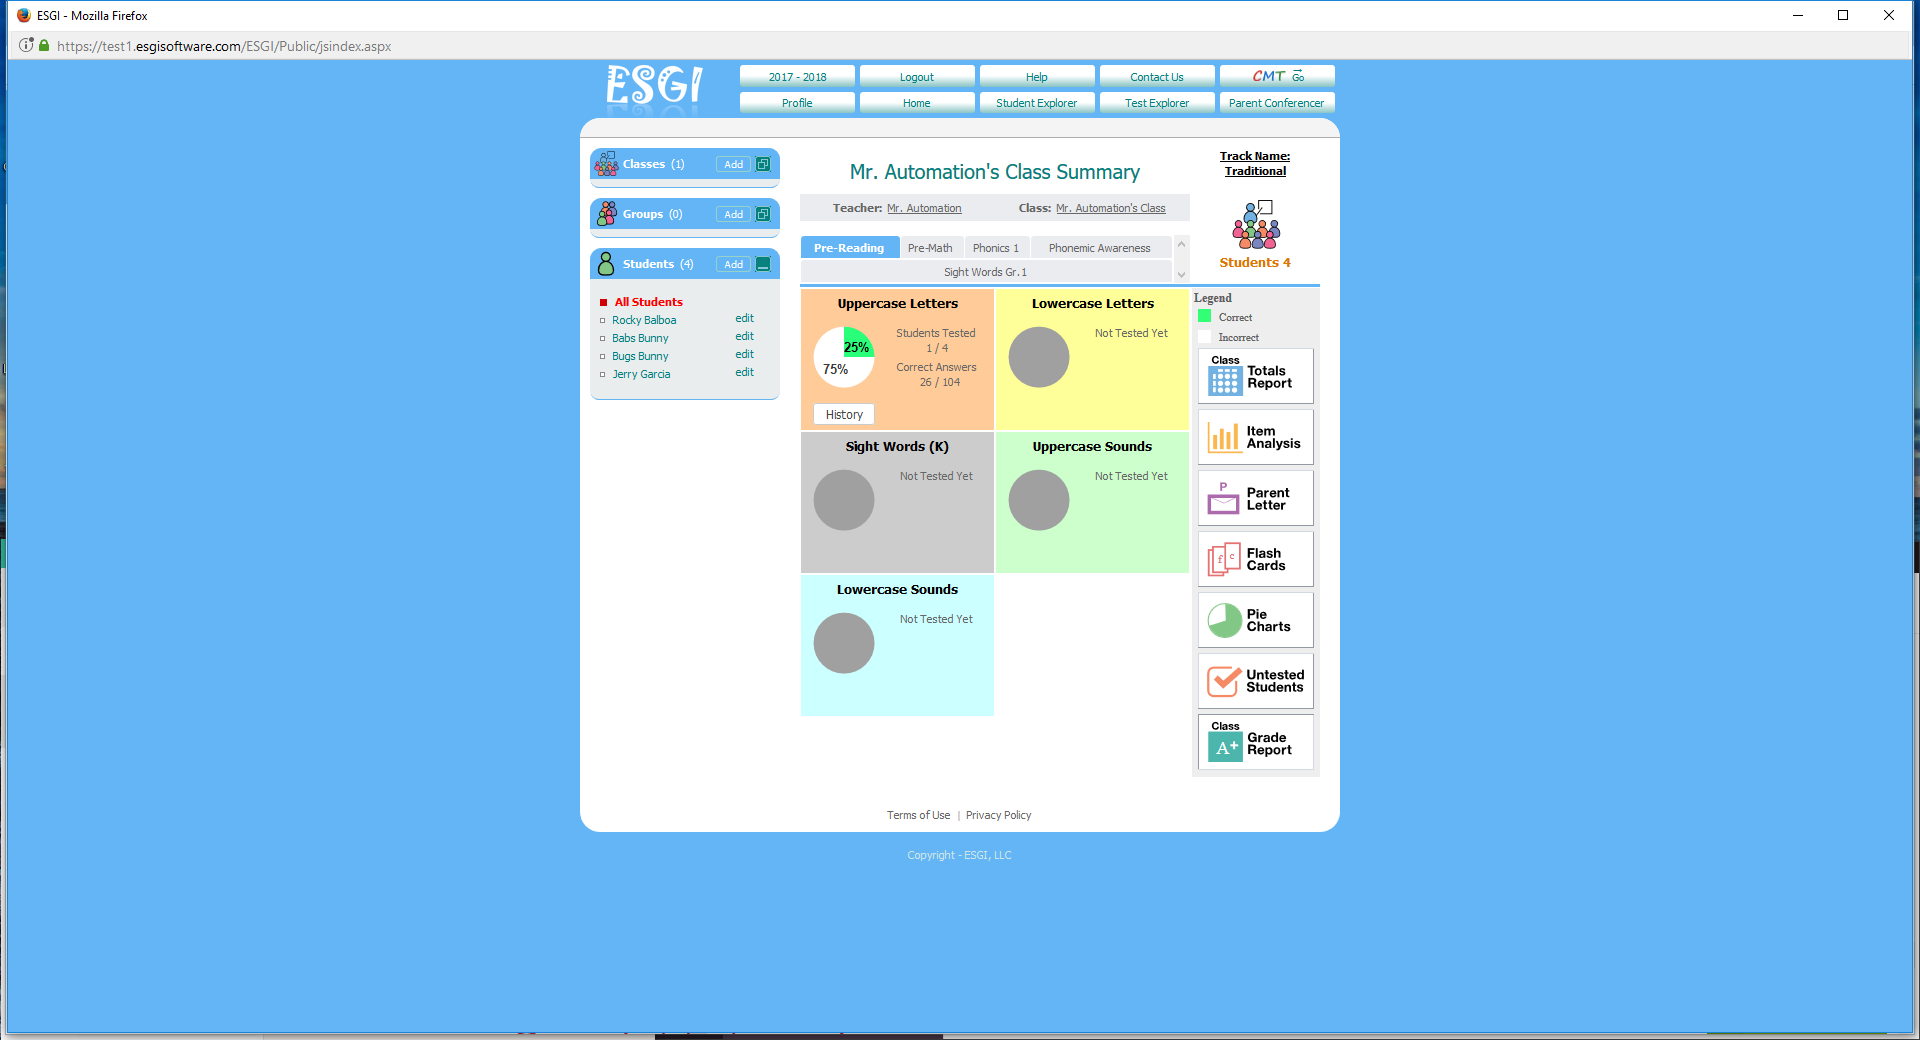 ESGI - Mozilla Firefox
https://test1.esgisoftware.com/ESGI/Public/jsindex.aspx
ESGI
2017 - 2018
Logout
Help
Contact Us
CMT Go
Profile
Home
Student Explorer
Test Explorer
Parent Conferencer
Classes (1)
Add
Groups (0)
Add
Students (4)
Add
All Students
Rocky Balboa edit
Babs Bunny edit
Bugs Bunny edit
Jerry Garcia edit
Mr. Automation's Class Summary
Teacher: Mr. Automation
Class: Mr. Automation's Class
Track Name:
Traditional
Students 4
Pre-Reading
Pre-Math
Phonics 1
Phonemic Awareness
Sight Words Gr.1
Uppercase Letters
25%
75%
Students Tested
1 / 4
Correct Answers
26 / 104
History
Lowercase Letters
Not Tested Yet
Sight Words (K)
Not Tested Yet
Uppercase Sounds
Not Tested Yet
Lowercase Sounds
Not Tested Yet
Legend
Correct
Incorrect
Class
Totals
Report
Item
Analysis
P
Parent
Letter
f c
Flash
Cards
Pie
Charts
Untested
Students
Class
A+
Grade
Report
Terms of Use | Privacy Policy
Copyright - ESGI, LLC